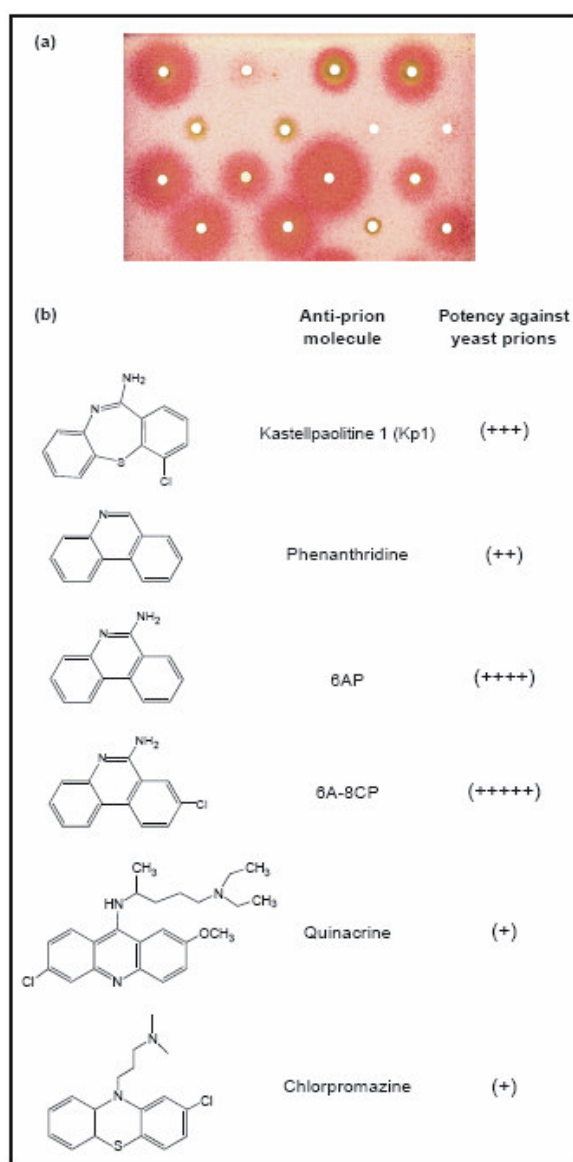 (a)
(b)
Anti-prion
molecule
Potency against
yeast prions
NH2
N
S
Cl
Kastellpaolitine 1 (Kp1)
(+++)
N
Phenanthridine
(++)
NH2
N
6AP
(++++)
NH2
N
Cl
6A-8CP
(+++++)
CH3
CH3
N
CH3
HN
OCH3
Cl
N
Quinacrine
(+)
N
N
Cl
S
Chlorpromazine
(+)